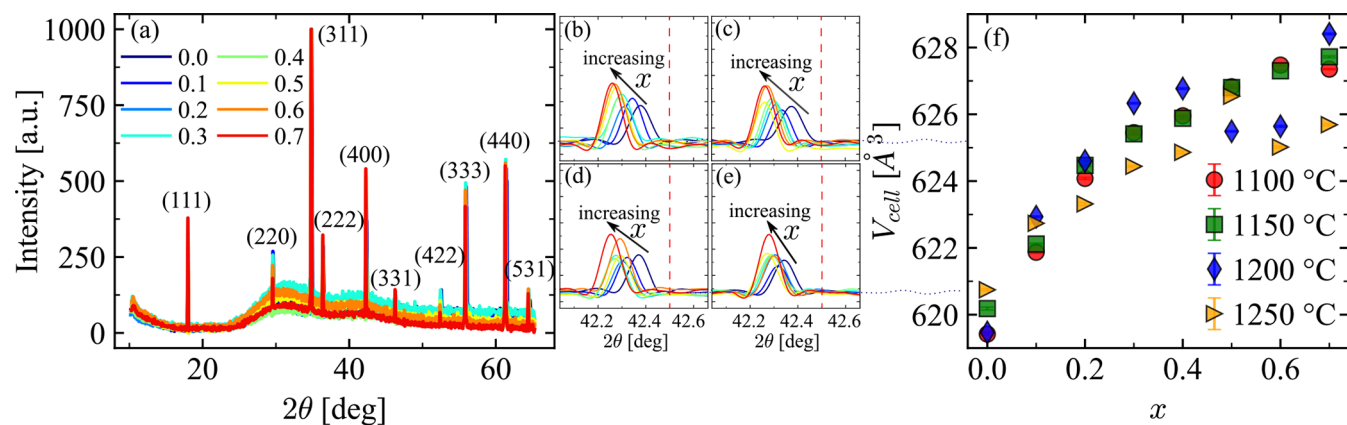 (a)
0.0 0.4
0.1 0.5
0.2 0.6
0.3 0.7
(111)
(220)
(311)
(222)
(400)
(331)
(422)
(333)
(440)
(531)
1000
750
500
250
0
Intensity [a.u.]
20 40 60
2θ [deg]
(b)
increasing
x
(c)
increasing
x
(d)
increasing
x
(e)
increasing
x
42.2 42.4 42.6
2θ [deg]
42.2 42.4 42.6
2θ [deg]
(f)
628
626
624
622
620
V_cell [Å³]
1100 °C
1150 °C
1200 °C
1250 °C
0.0 0.2 0.4 0.6
x